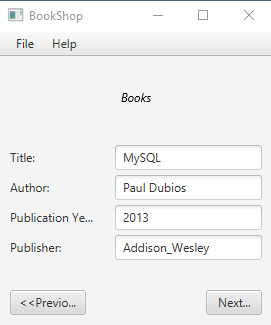 BookShop
File Help
Books
Title: MySQL
Author: Paul Dubios
Publication Ye... 2013
Publisher: Addison_Wesley
<<Previo... Next...